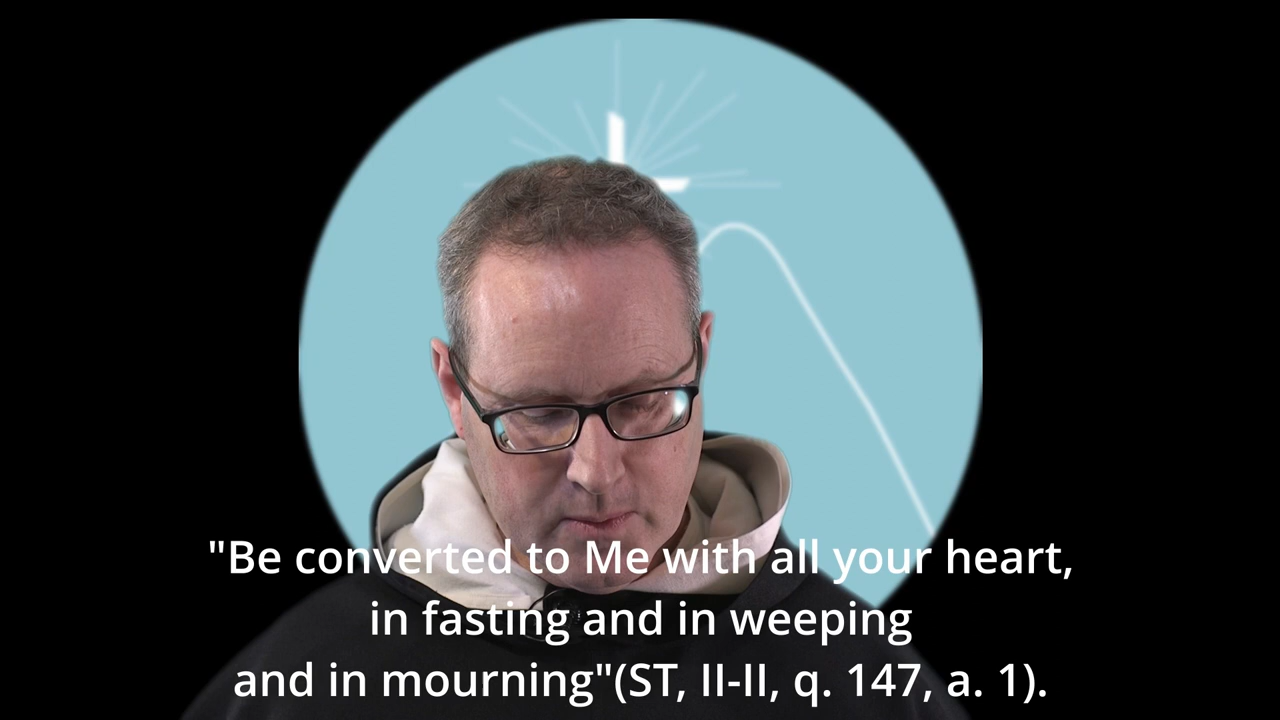 "Be converted to Me with all your heart,
in fasting and in weeping
and in mourning"(ST, II-II, q. 147, a. 1).